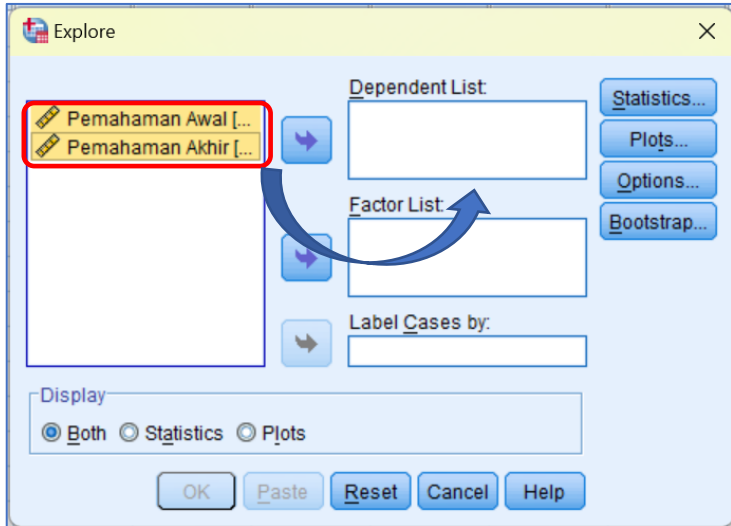 Explore
Dependent List:
Statistics...
Pemahaman Awal [...
Pemahaman Akhir [...
Plots...
Options...
Factor List:
Bootstrap...
Label Cases by:
Display
Both Statistics Plots
OK Paste Reset Cancel Help